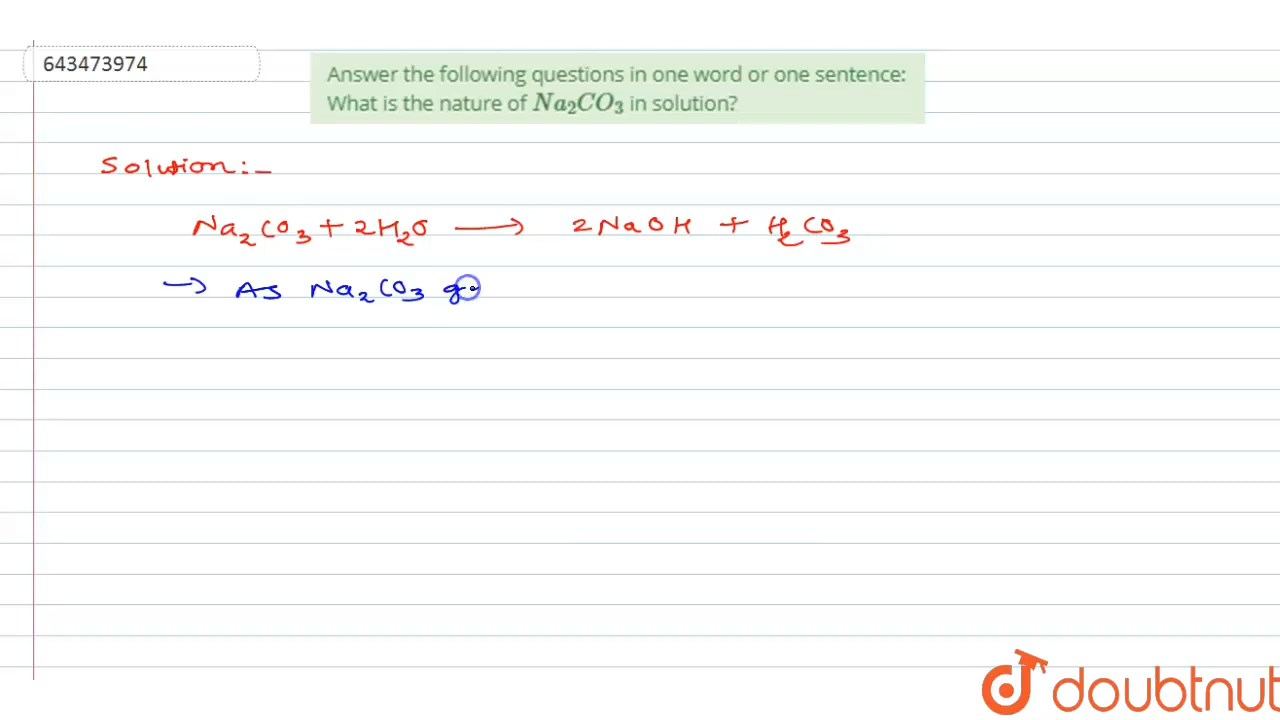 643473974
Answer the following questions in one word or one sentence:
What is the nature of Na₂CO₃ in solution?
Solution:-
Na₂CO₃ + 2H₂O → 2NaOH + H₂CO₃
→ As Na₂CO₃
doubtnut